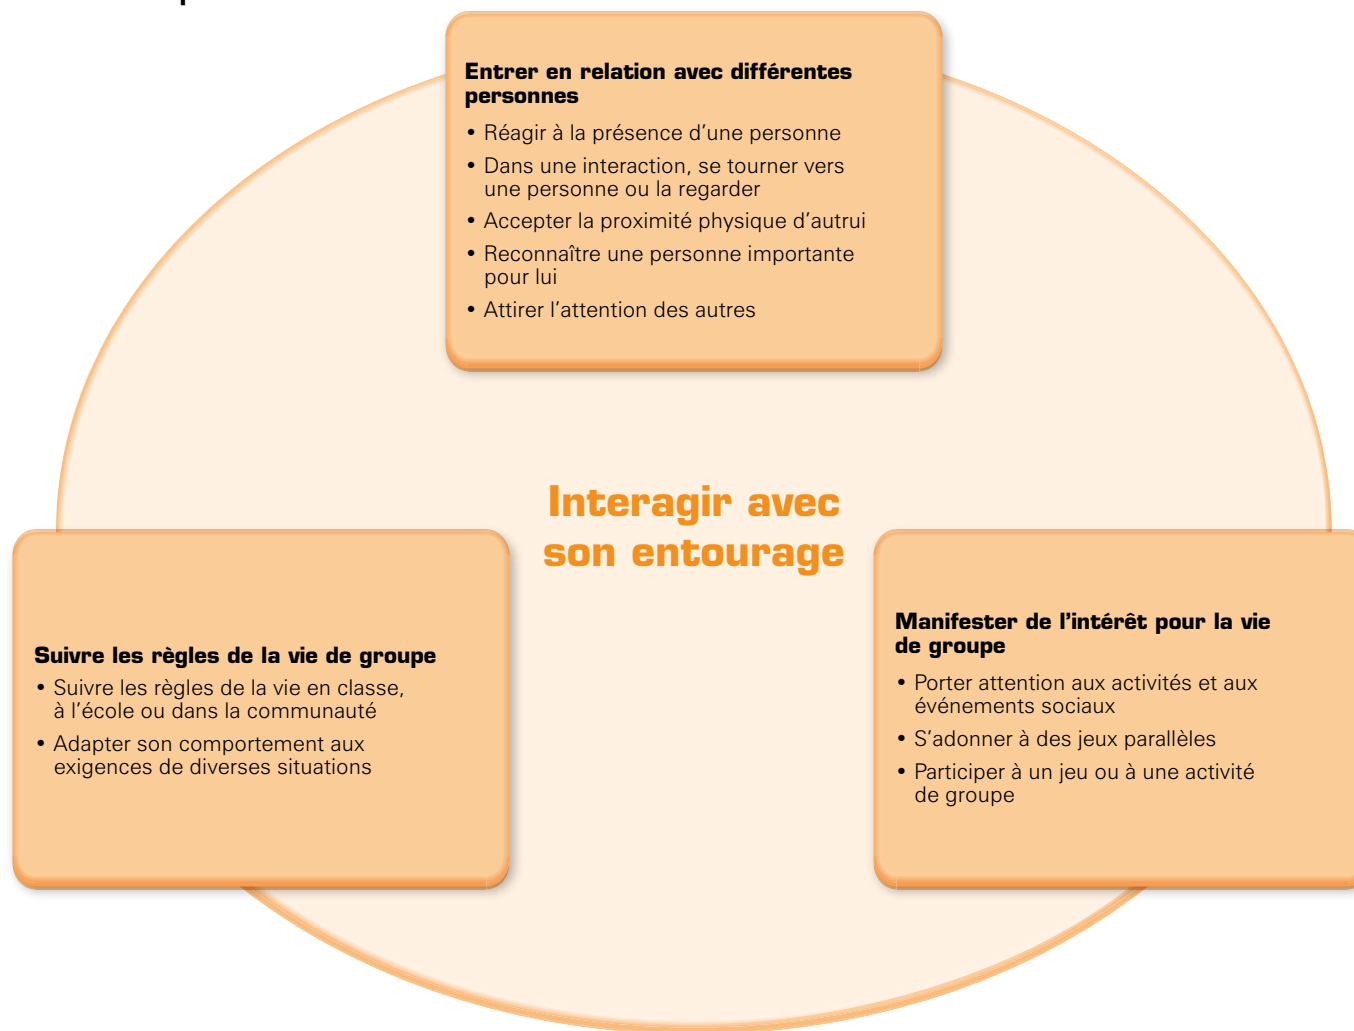 Entrer en relation avec différentes
personnes
• Réagir à la présence d’une personne
• Dans une interaction, se tourner vers
une personne ou la regarder
• Accepter la proximité physique d’autrui
• Reconnaître une personne importante
pour lui
• Attirer l’attention des autres
Interagir avec
son entourage
Suivre les règles de la vie de groupe
• Suivre les règles de la vie en classe,
à l’école ou dans la communauté
• Adapter son comportement aux
exigences de diverses situations
Manifester de l’intérêt pour la vie
de groupe
• Porter attention aux activités et aux
événements sociaux
• S’adonner à des jeux parallèles
• Participer à un jeu ou à une activité
de groupe